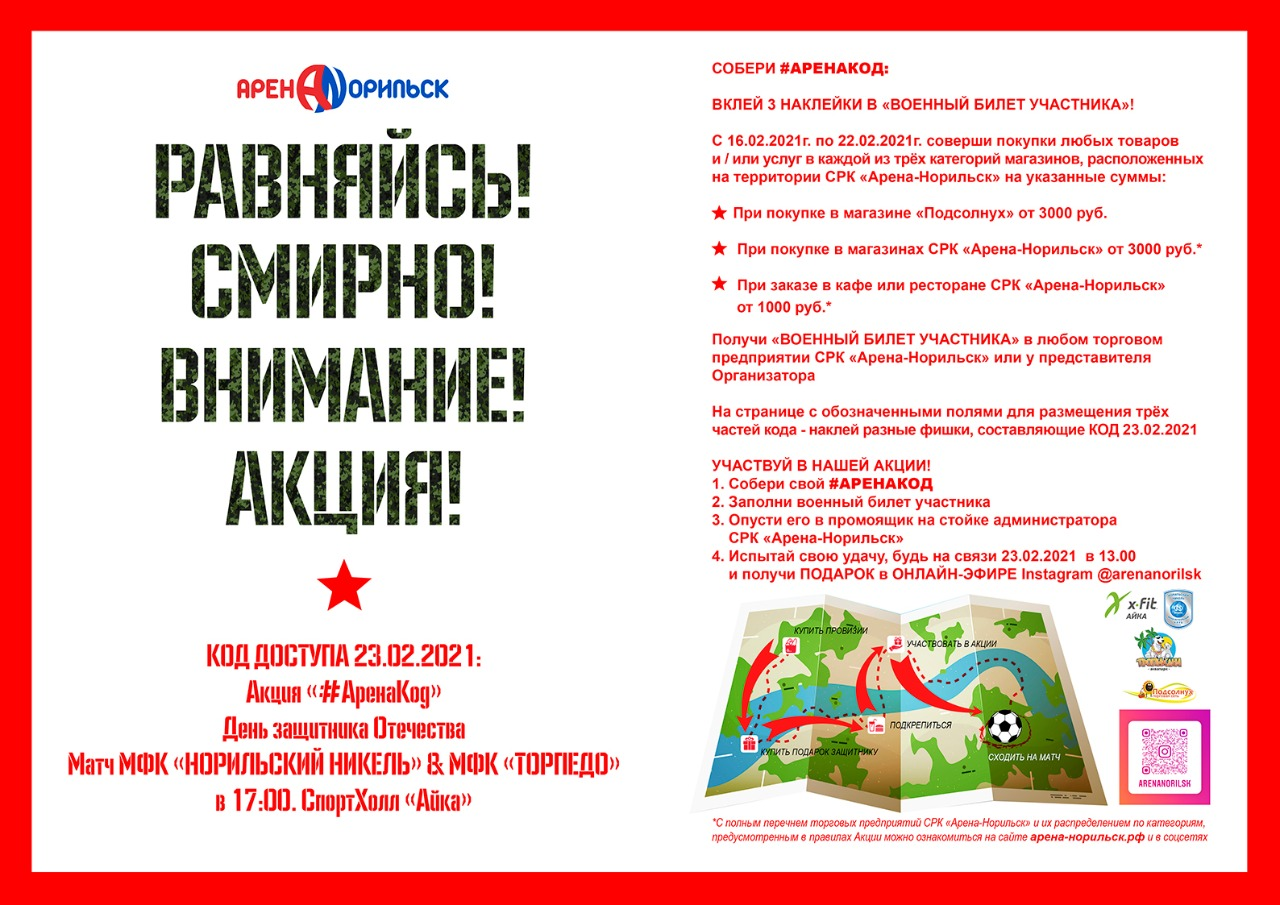 АРЕНАNОРИЛЬСК
РАВНЯЙСЬ!
СМИРНО!
ВНИМАНИЕ!
АКЦИЯ!
КОД ДОСТУПА 23.02.2021:
Акция «#АренаКод»
День защитника Отечества
Матч МФК «НОРИЛЬСКИЙ НИКЕЛЬ» & МФК «ТОРПЕДО»
в 17:00. СпортХолл «Айка»
СОБЕРИ #АРЕНАКОД:
ВКЛЕЙ 3 НАКЛЕЙКИ В «ВОЕННЫЙ БИЛЕТ УЧАСТНИКА»!
С 16.02.2021г. по 22.02.2021г. соверши покупки любых товаров
и / или услуг в каждой из трёх категорий магазинов, расположенных
на территории СРК «Арена-Норильск» на указанные суммы:
При покупке в магазине «Подсолнух» от 3000 руб.
При покупке в магазинах СРК «Арена-Норильск» от 3000 руб.*
При заказе в кафе или ресторане СРК «Арена-Норильск»
от 1000 руб.*
Получи «ВОЕННЫЙ БИЛЕТ УЧАСТНИКА» в любом торговом
предприятии СРК «Арена-Норильск» или у представителя
Организатора
На странице с обозначенными полями для размещения трёх
частей кода - наклей разные фишки, составляющие КОД 23.02.2021
УЧАСТВУЙ В НАШЕЙ АКЦИИ!
1. Собери свой #АРЕНАКОД
2. Заполни военный билет участника
3. Опусти его в промоящик на стойке администратора
СРК «Арена-Норильск»
4. Испытай свою удачу, будь на связи 23.02.2021 в 13.00
и получи ПОДАРОК в ОНЛАЙН-ЭФИРЕ Instagram @arenanorilsk
КУПИТЬ ПРОВИЗИИ
УЧАСТВОВАТЬ В АКЦИИ
ПОДКРЕПИТЬСЯ
КУПИТЬ ПОДАРОК ЗАЩИТНИКУ
СХОДИТЬ НА МАТЧ
x-fit
АЙКА
Подсолнух
ARENANORILSK
*С полным перечнем торговых предприятий СРК «Арена-Норильск» и их распределением по категориям,
предусмотренным в правилах Акции можно ознакомиться на сайте арена-норильск.рф и в соцсетях